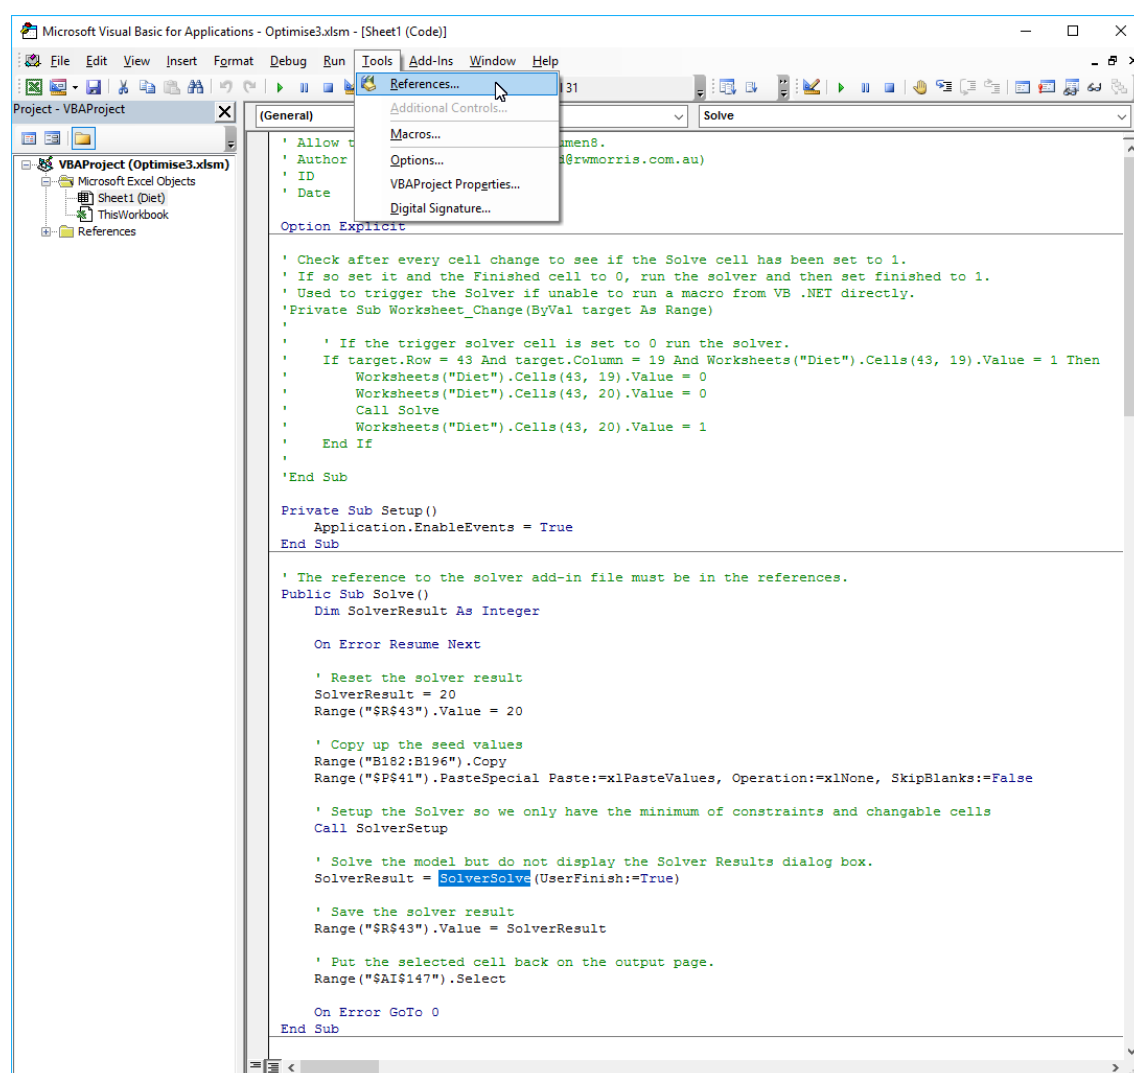 Microsoft Visual Basic for Applications - Optimise3.xlsm - [Sheet1 (Code)]
File Edit View Insert Format Debug Run Tools Add-Ins Window Help
References...
Additional Controls...
Macros...
Options...
VBAProject Properties...
Digital Signature...
31
Project - VBAProject
VBAProject (Optimise3.xlsm)
Microsoft Excel Objects
Sheet1 (Diet)
ThisWorkbook
References
(General) Solve
' Allow
' Author @rwmorris.com.au)
' ID
' Date
Option Explicit
' Check after every cell change to see if the Solve cell has been set to 1.
' If so set it and the Finished cell to 0, run the solver and then set finished to 1.
' Used to trigger the Solver if unable to run a macro from VB .NET directly.
'Private Sub Worksheet_Change(ByVal target As Range)
'
' ' If the trigger solver cell is set to 0 run the solver.
' If target.Row = 43 And target.Column = 19 And Worksheets("Diet").Cells(43, 19).Value = 1 Then
' Worksheets("Diet").Cells(43, 19).Value = 0
' Worksheets("Diet").Cells(43, 20).Value = 0
' Call Solve
' Worksheets("Diet").Cells(43, 20).Value = 1
' End If
'
'End Sub
Private Sub Setup()
Application.EnableEvents = True
End Sub
' The reference to the solver add-in file must be in the references.
Public Sub Solve()
Dim SolverResult As Integer
On Error Resume Next
' Reset the solver result
SolverResult = 20
Range("$R$43").Value = 20
' Copy up the seed values
Range("B182:B196").Copy
Range("$P$41").PasteSpecial Paste:=xlPasteValues, Operation:=xlNone, SkipBlanks:=False
' Setup the Solver so we only have the minimum of constraints and changable cells
Call SolverSetup
' Solve the model but do not display the Solver Results dialog box.
SolverResult = SolverSolve(UserFinish:=True)
' Save the solver result
Range("$R$43").Value = SolverResult
' Put the selected cell back on the output page.
Range("$AI$147").Select
On Error GoTo 0
End Sub